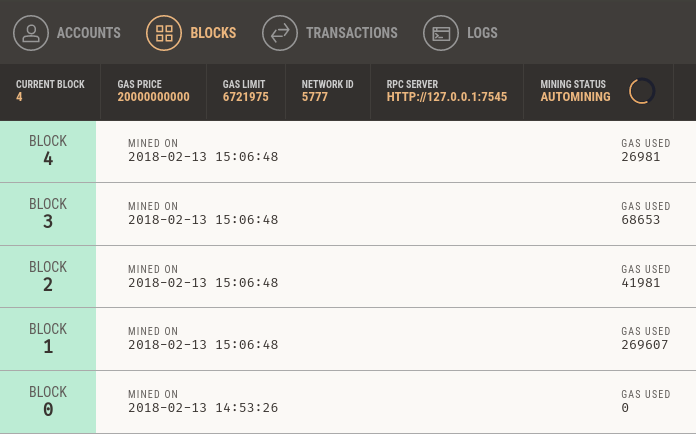 ACCOUNTS BLOCKS TRANSACTIONS LOGS
CURRENT BLOCK GAS PRICE GAS LIMIT NETWORK ID RPC SERVER MINING STATUS
4 20000000000 6721975 5777 HTTP://127.0.0.1:7545 AUTOMINING
BLOCK MINED ON GAS USED
4 2018-02-13 15:06:48 26981
BLOCK MINED ON GAS USED
3 2018-02-13 15:06:48 68653
BLOCK MINED ON GAS USED
2 2018-02-13 15:06:48 41981
BLOCK MINED ON GAS USED
1 2018-02-13 15:06:48 269607
BLOCK MINED ON GAS USED
0 2018-02-13 14:53:26 0